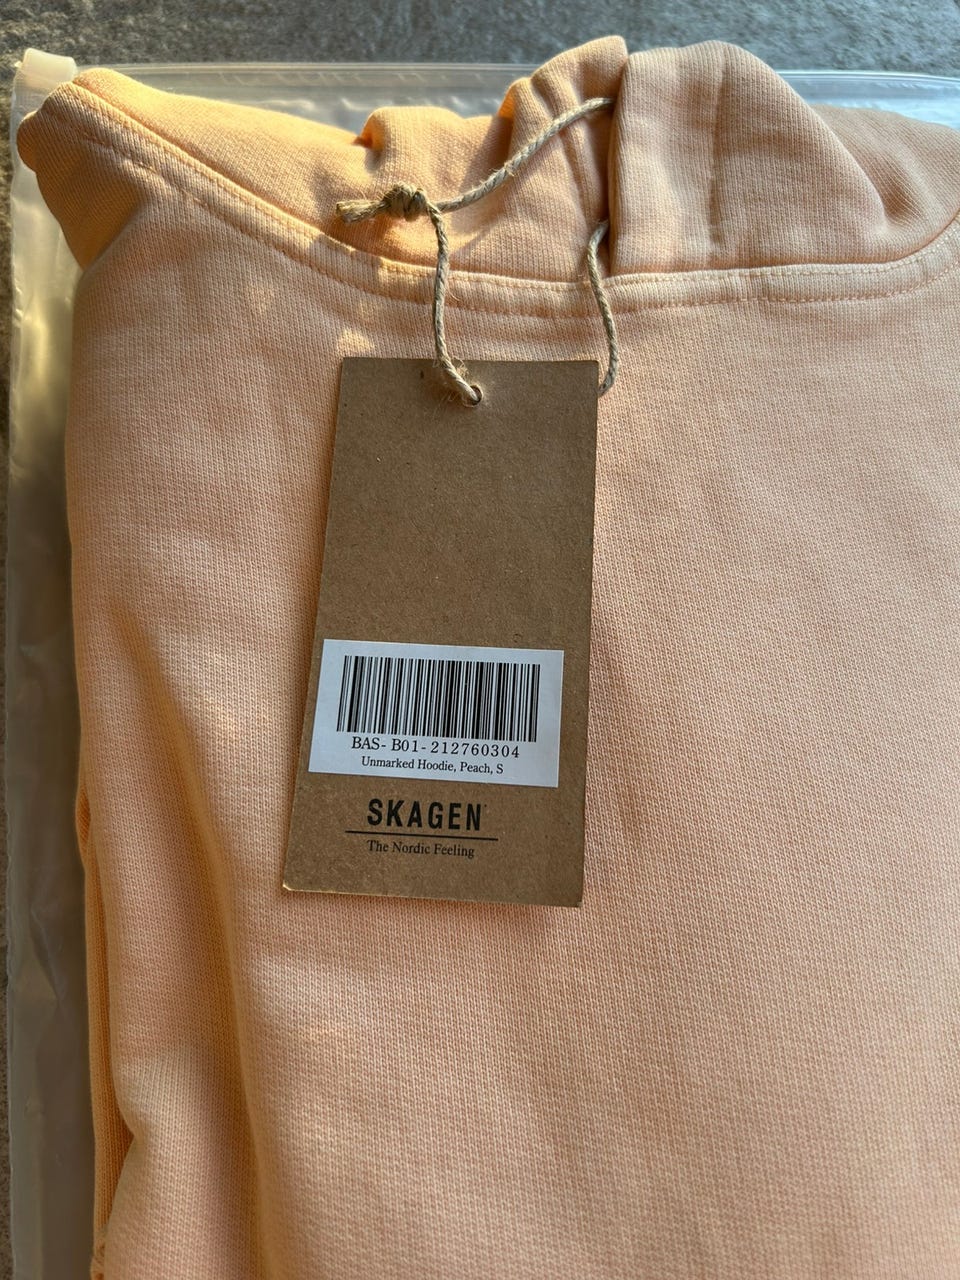 BAS- B01-212760304
Unmarked Hoodie, Peach, S
SKAGEN
The Nordic Feeling